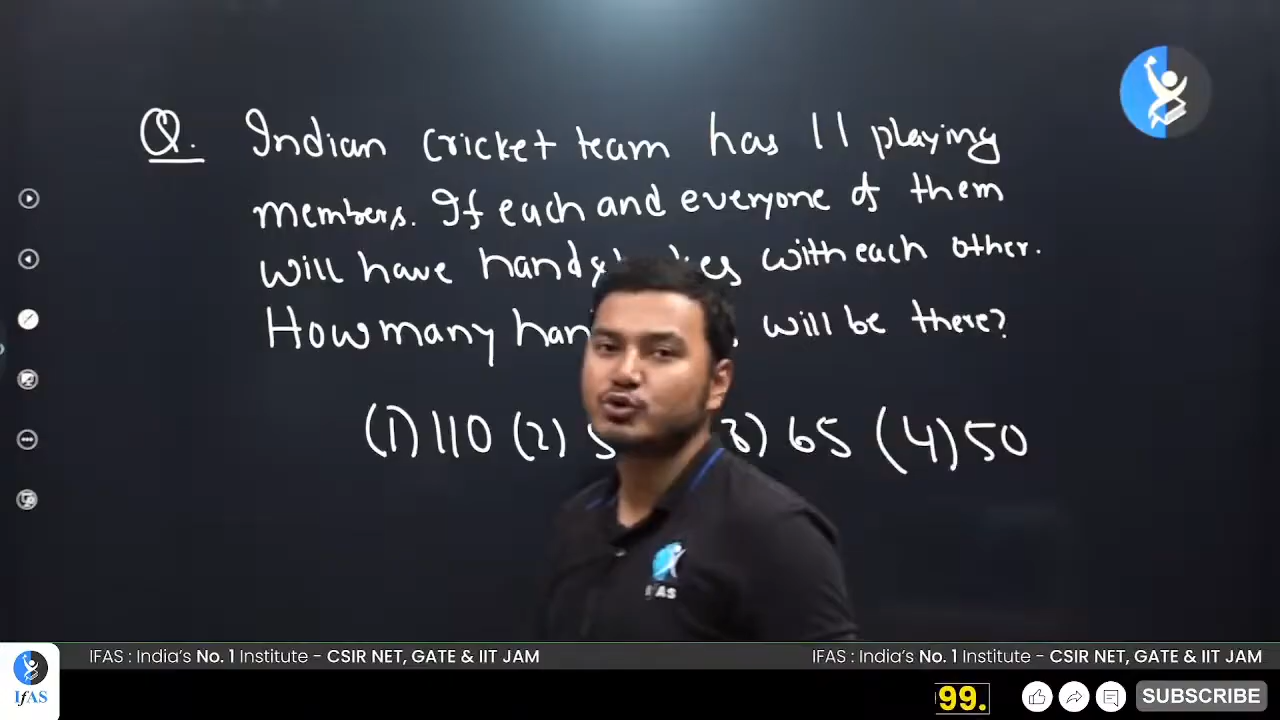 Q. Indian cricket team has 11 playing
members. If each and everyone of them
will have with each other.
How many will be there?
(1) 110 (2) (3) 65 (4) 50
IfAS
IFAS : India's No. 1 Institute – CSIR NET, GATE & IIT JAM
IFAS : India's No. 1 Institute – CSIR NET, GATE & IIT JAM
IfAS
99.
SUBSCRIBE